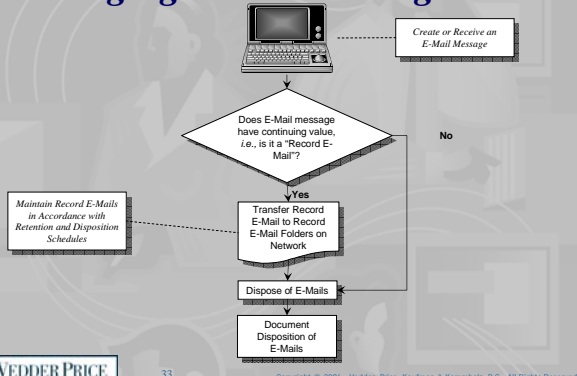 Create or Receive an
E-Mail Message
Does E-Mail message
have continuing value,
i.e., is it a "Record E-
Mail"?
No
Yes
Maintain Record E-Mails
in Accordance with
Retention and Disposition
Schedules
Transfer Record
E-Mail to Record
E-Mail Folders on
Network
Dispose of E-Mails
Document
Disposition of
E-Mails
VEDDER PRICE
33